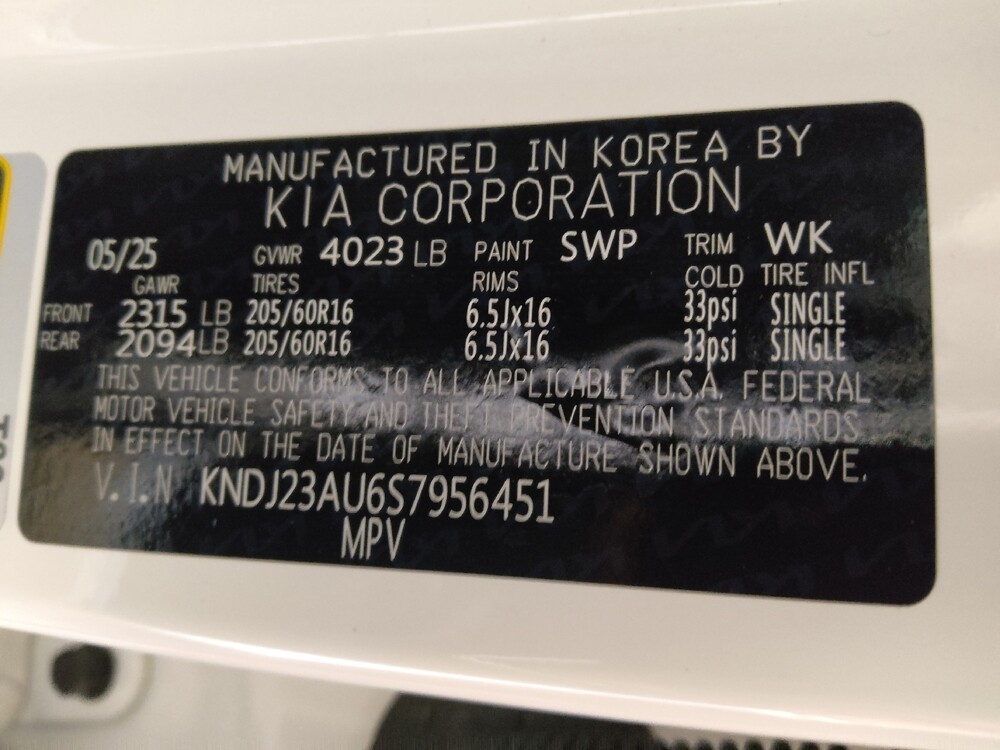 MANUFACTURED IN KOREA BY
KIA CORPORATION
05/25 GVWR 4023 LB PAINT SWP TRIM WK
GAWR TIRES RIMS COLD TIRE INFL
FRONT 2315 LB 205/60R16 6.5Jx16 33psi SINGLE
REAR 2094LB 205/60R16 6.5Jx16 33psi SINGLE
THIS VEHICLE CONFORMS TO ALL APPLICABLE U.S.A. FEDERAL
MOTOR VEHICLE SAFETY AND THEFT PREVENTION STANDARDS
IN EFFECT ON THE DATE OF MANUFACTURE SHOWN ABOVE.
V.I.N KNDJ23AU6S7956451
MPV